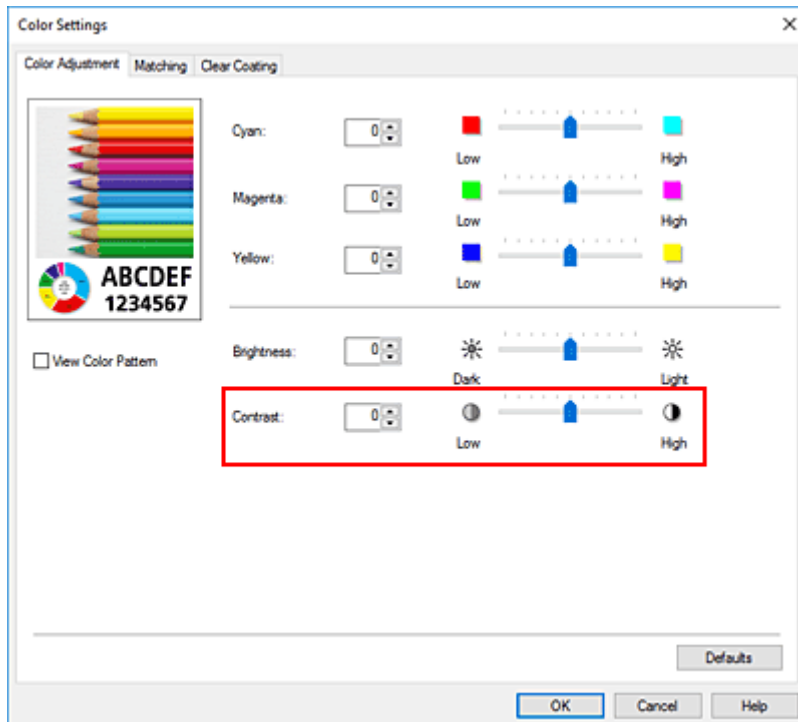 Color Settings
Color Adjustment Matching Clear Coating
Cyan: 0
Low High
Magenta: 0
Low High
Yellow: 0
Low High
ABCDEF
1234567
View Color Pattern
Brightness: 0
Dark Light
Contrast: 0
Low High
Defaults
OK Cancel Help